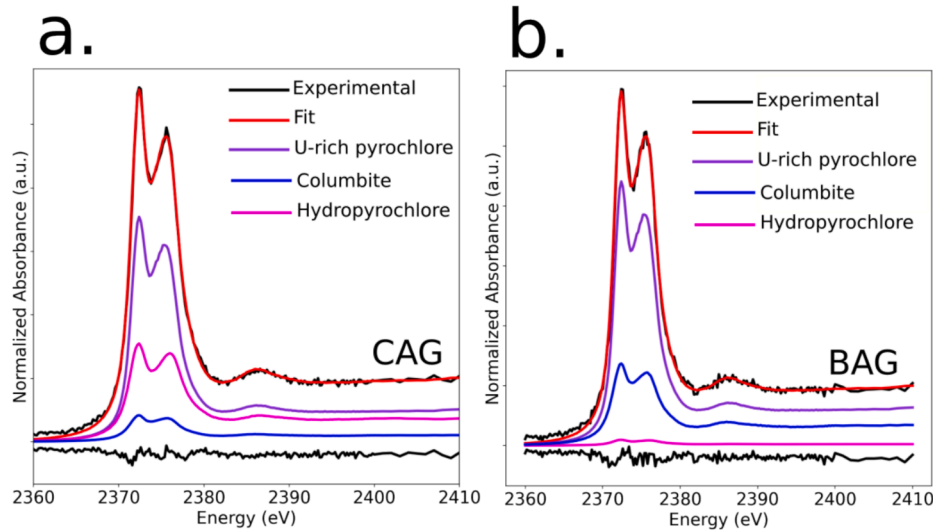 a.
Experimental
Fit
U-rich pyrochlore
Columbite
Hydropyrochlore
CAG
Normalized Absorbance (a.u.)
2360 2370 2380 2390 2400 2410
Energy (eV)
b.
Experimental
Fit
U-rich pyrochlore
Columbite
Hydropyrochlore
BAG
Normalized Absorbance (a.u.)
2360 2370 2380 2390 2400 2410
Energy (eV)